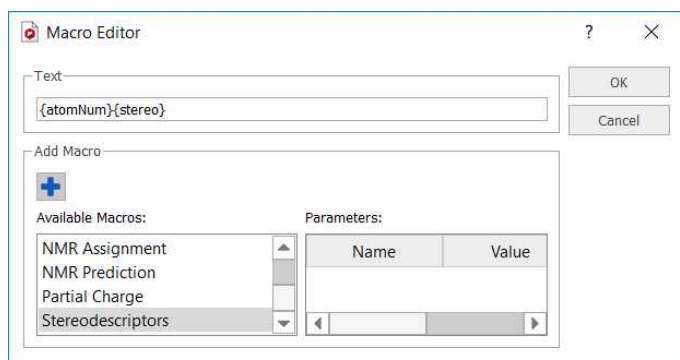 Macro Editor ? ✕
Text
{atomNum}{stereo}
OK
Cancel
Add Macro
Available Macros: Parameters:
NMR Assignment
NMR Prediction
Partial Charge
Stereodescriptors
Name Value